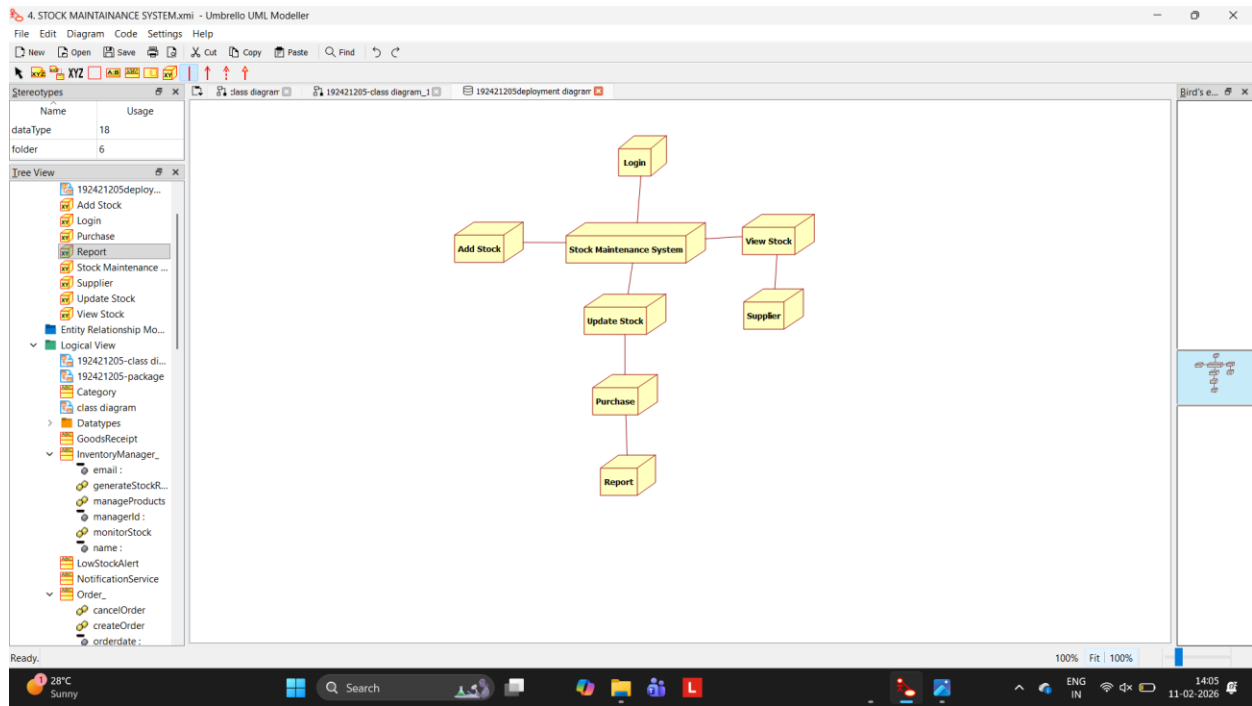 4. STOCK MAINTAINANCE SYSTEM.xmi - Umbrello UML Modeller
File Edit Diagram Code Settings Help
New Open Save Cut Copy Paste Find
XYZ
Stereotypes
Name Usage
dataType 18
folder 6
Tree View
192421205deploy...
Add Stock
Login
Purchase
Report
Stock Maintenance ...
Supplier
Update Stock
View Stock
Entity Relationship Mo...
Logical View
192421205-class di...
192421205-package
Category
class diagram
Datatypes
GoodsReceipt
InventoryManager_
email :
generateStockR...
manageProducts
managerId :
monitorStock
name :
LowStockAlert
NotificationService
Order_
cancelOrder
createOrder
orderdate :
class diagram 192421205-class diagram_1 192421205deployment diagram
Login
Add Stock
Stock Maintenance System
View Stock
Update Stock
Supplier
Purchase
Report
Bird's e...
Ready.
100% Fit 100%
1
28°C
Sunny
Search
L
ENG
IN
14:05
11-02-2026